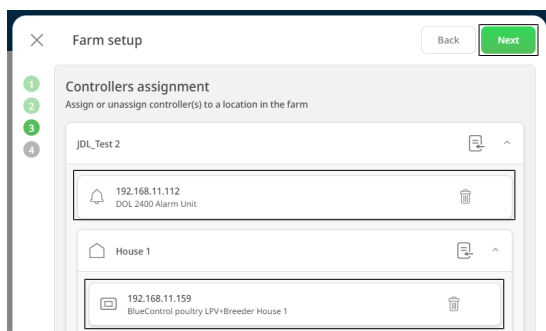 Farm setup
Back
Next
1
2
3
4
Controllers assignment
Assign or unassign controller(s) to a location in the farm
JDL_Test 2
192.168.11.112
DOL 2400 Alarm Unit
House 1
192.168.11.159
BlueControl poultry LPV+Breeder House 1